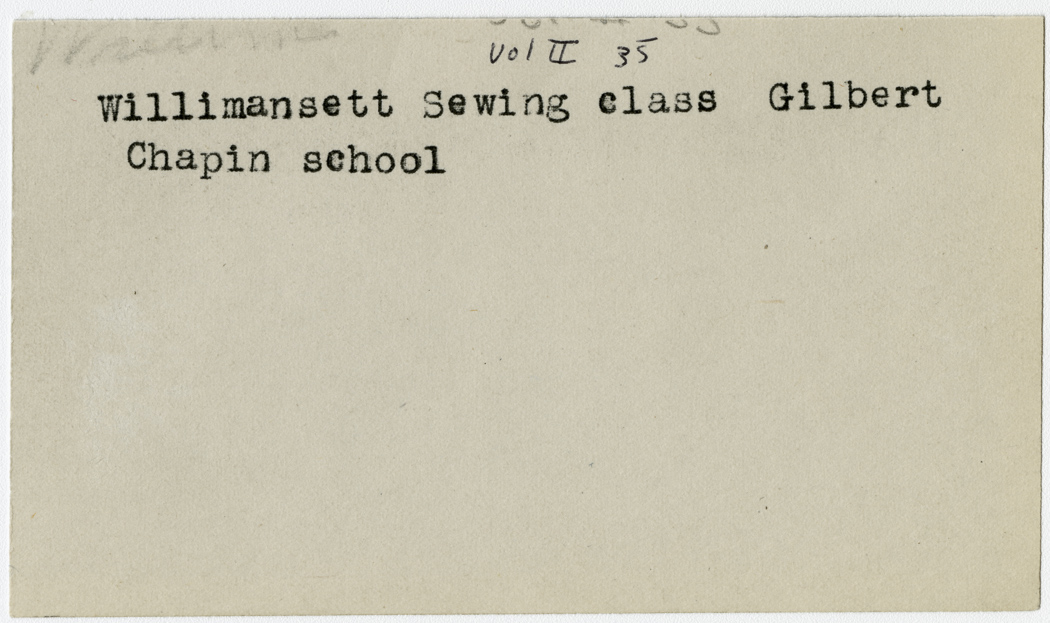 Vol II 35
Willimansett Sewing class Gilbert
Chapin school